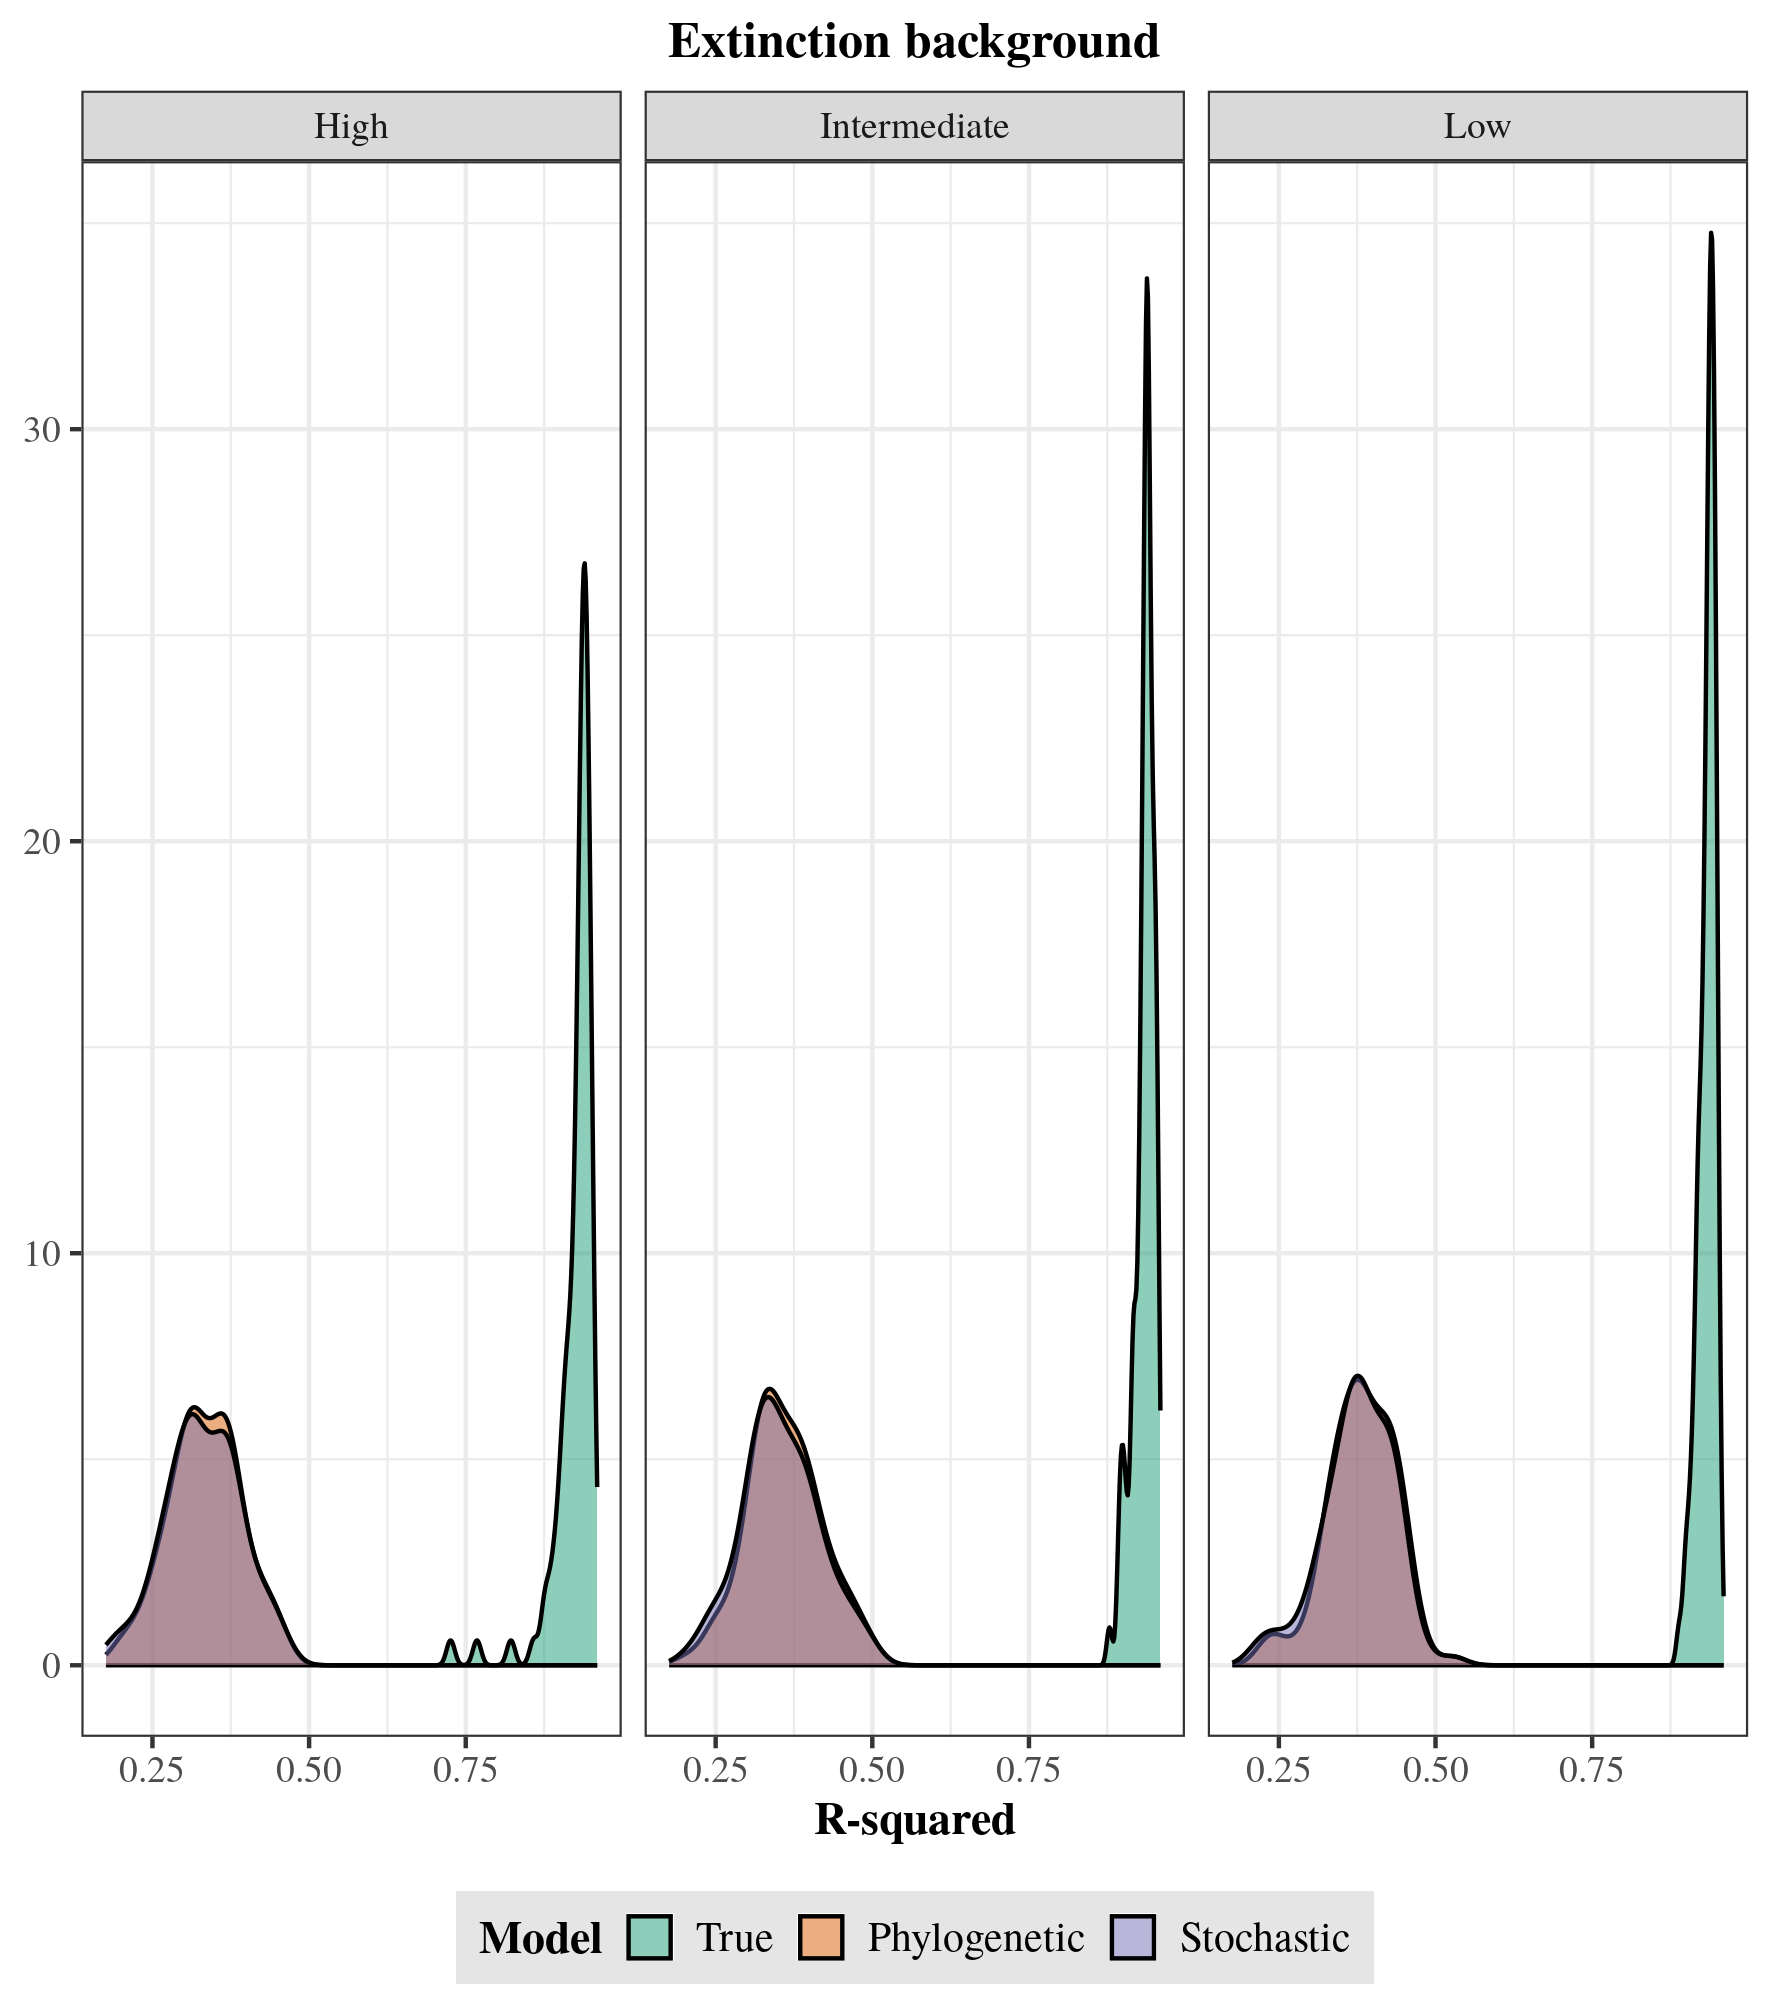 Extinction background
High Intermediate Low
30
20
10
0
0.25 0.50 0.75 0.25 0.50 0.75 0.25 0.50 0.75
R-squared
Model True Phylogenetic Stochastic